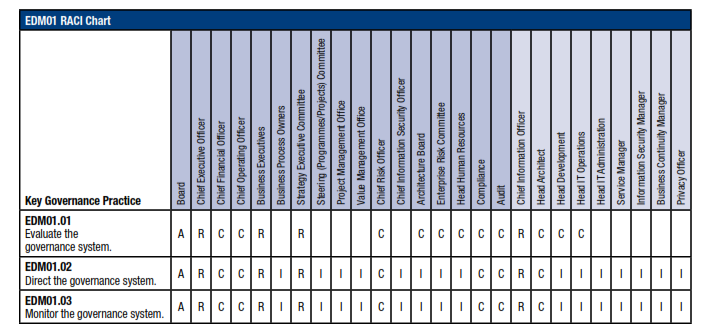 EDM01 RACI Chart
Key Governance Practice
Board
Chief Executive Officer
Chief Financial Officer
Chief Operating Officer
Business Executives
Business Process Owners
Strategy Executive Committee
Steering (Programmes/Projects) Committee
Project Management Office
Value Management Office
Chief Risk Officer
Chief Information Security Officer
Architecture Board
Enterprise Risk Committee
Head Human Resources
Compliance
Audit
Chief Information Officer
Head Architect
Head Development
Head IT Operations
Head IT Administration
Service Manager
Information Security Manager
Business Continuity Manager
Privacy Officer
EDM01.01
Evaluate the
governance system.
A R C C R R C C C C C C R C C C
EDM01.02
Direct the governance system.
A R C C R I R I I I C I I I I C C R C I I I I I I I
EDM01.03
Monitor the governance system.
A R C C R I R I I I C I I I I C C R C I I I I I I I